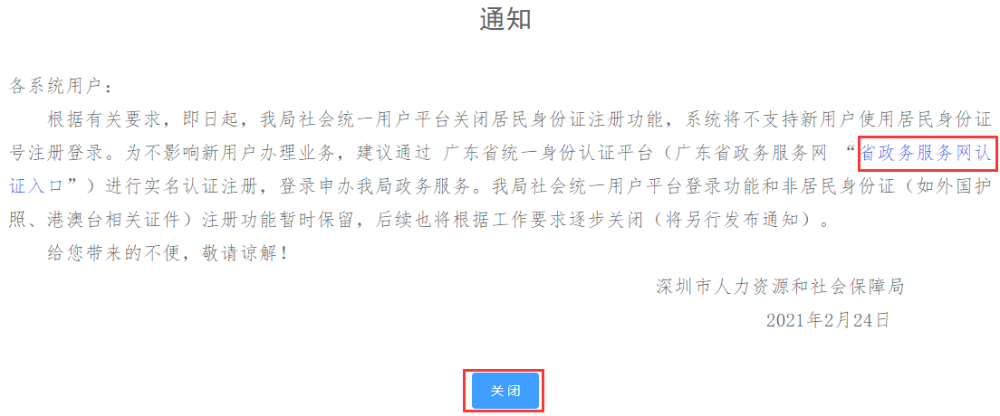 通知
各系统用户：
根据有关要求，即日起，我局社会统一用户平台关闭居民身份证注册功能，系统将不支持新用户使用居民身份证
号注册登录。为不影响新用户办理业务，建议通过 广东省统一身份认证平台（广东省政务服务网 “省政务服务网认
证入口”）进行实名认证注册，登录申办我局政务服务。我局社会统一用户平台登录功能和非居民身份证（如外国护
照、港澳台相关证件）注册功能暂时保留，后续也将根据工作要求逐步关闭（将另行发布通知）。
给您带来的不便，敬请谅解！
深圳市人力资源和社会保障局
2021年2月24日
关闭